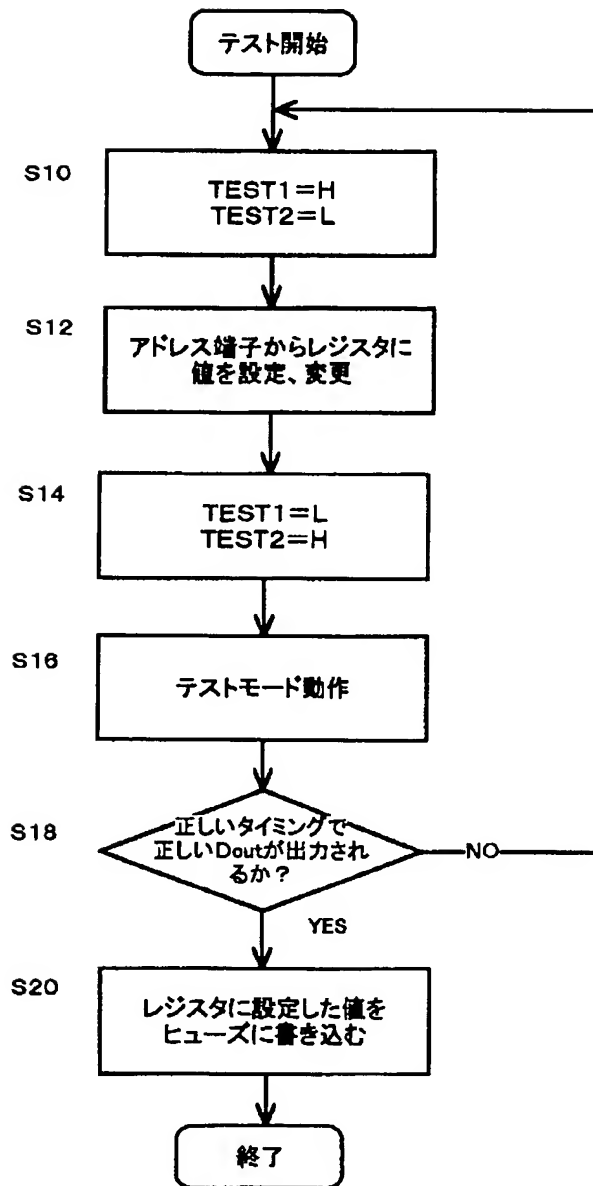 テスト開始
S10
TEST1=H
TEST2=L
S12
アドレス端子からレジスタに
値を設定、変更
S14
TEST1=L
TEST2=H
S16
テストモード動作
S18
正しいタイミングで
正しいDoutが出力され
るか?
NO
YES
S20
レジスタに設定した値を
ヒューズに書き込む
終了